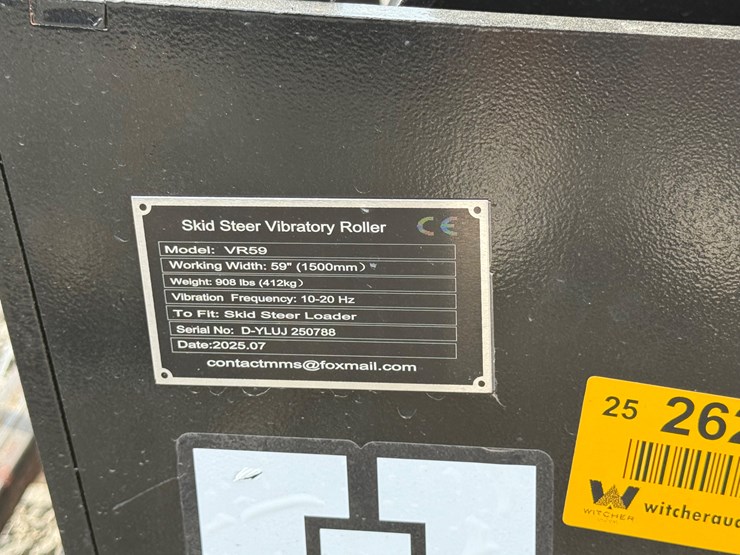 Skid Steer Vibratory Roller CE
Model: VR59
Working Width: 59" (1500mm)
Weight: 908 lbs (412kg)
Vibration Frequency: 10-20 Hz
To Fit: Skid Steer Loader
Serial No: D-YLUJ 250788
Date:2025.07
contactmms@foxmail.com
25 262
WITCHER
witcherauc